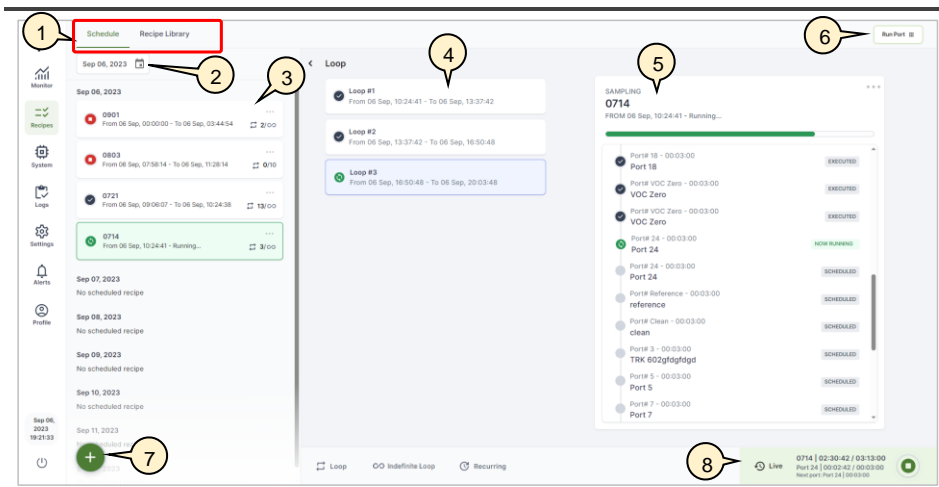 1
Schedule Recipe Library
6
Run Port
Sep 06, 2023
2
Loop
4
5
3
Monitor
Recipes
System
Logs
Settings
Alerts
Profile
Sep 06, 2023
0901
From 06 Sep, 00:00:00 - To 06 Sep, 03:44:54
2/∞
0803
From 06 Sep, 07:58:14 - To 06 Sep, 11:28:14
0/10
0721
From 06 Sep, 09:06:07 - To 06 Sep, 10:24:38
13/∞
0714
From 06 Sep, 10:24:41 - Running...
3/∞
Sep 07, 2023
No scheduled recipe
Sep 08, 2023
No scheduled recipe
Sep 09, 2023
No scheduled recipe
Sep 10, 2023
No scheduled recipe
Sep 11, 2023
Loop #1
From 06 Sep, 10:24:41 - To 06 Sep, 13:37:42
Loop #2
From 06 Sep, 13:37:42 - To 06 Sep, 16:50:48
Loop #3
From 06 Sep, 16:50:48 - To 06 Sep, 20:03:48
SAMPLING
0714
FROM 06 Sep, 10:24:41 - Running...
Port# 18 - 00:03:00
Port 18
EXECUTED
Port# VOC Zero - 00:03:00
VOC Zero
EXECUTED
Port# VOC Zero - 00:03:00
VOC Zero
EXECUTED
Port# 24 - 00:03:00
Port 24
NOW RUNNING
Port# 24 - 00:03:00
Port 24
SCHEDULED
Port# Reference - 00:03:00
reference
SCHEDULED
Port# Clean - 00:03:00
clean
SCHEDULED
Port# 3 - 00:03:00
TRK 602gfdgfdgd
SCHEDULED
Port# 5 - 00:03:00
Port 5
SCHEDULED
Port# 7 - 00:03:00
Port 7
SCHEDULED
Sep 06,
2023
19:21:33
7
Loop
Indefinite Loop
Recurring
8
Live
0714 | 02:30:42 / 03:13:00
Port 24 | 00:02:42 / 00:03:00
Next port: Port 24 | 00:03:00